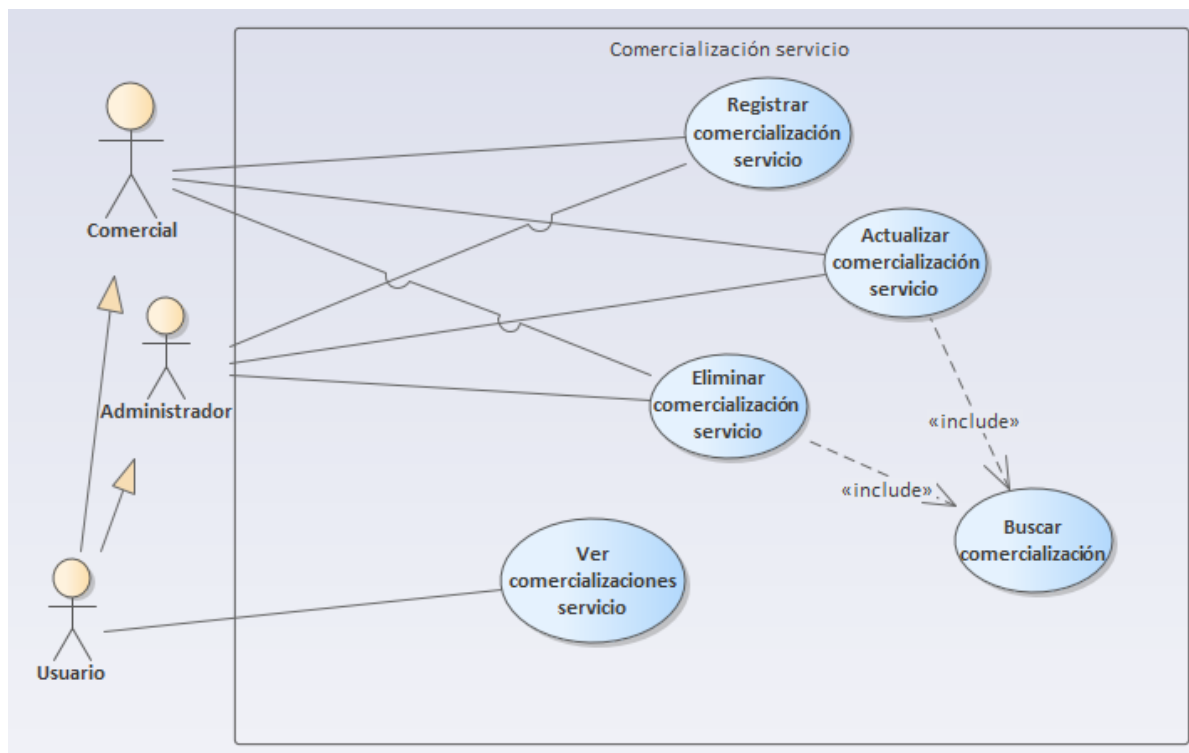 Comercialización servicio
Registrar
comercialización
servicio
Comercial
Actualizar
comercialización
servicio
Administrador
Eliminar
comercialización
servicio
«include»
«include»
Buscar
comercialización
Ver
comercializaciones
servicio
Usuario